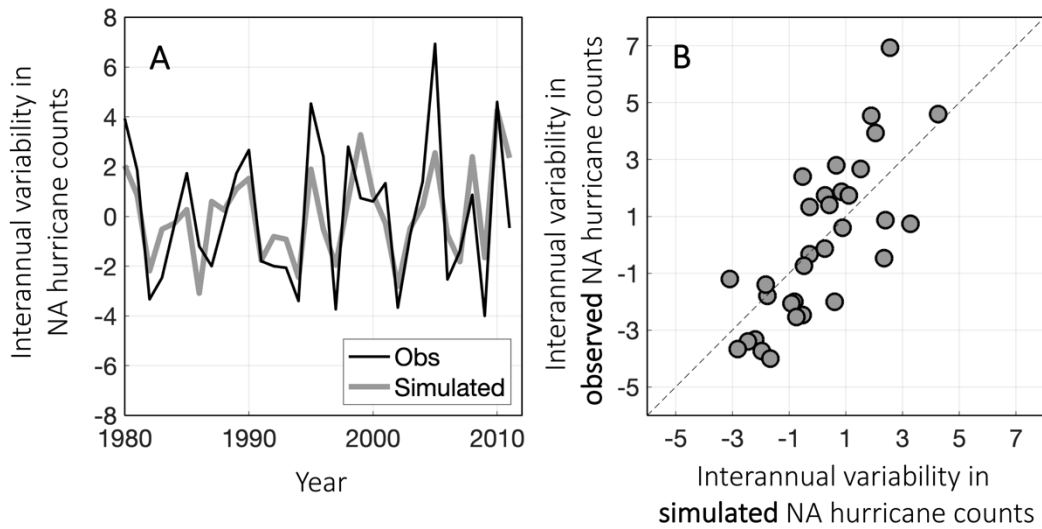 Interannual variability in
NA hurricane counts
8
6
4
2
0
-2
-4
-6
-8
A
Obs
Simulated
1980
1990
2000
2010
Year
Interannual variability in
observed NA hurricane counts
7
5
3
1
-1
-3
-5
B
-5
-3
-1
1
3
5
7
Interannual variability in
simulated NA hurricane counts